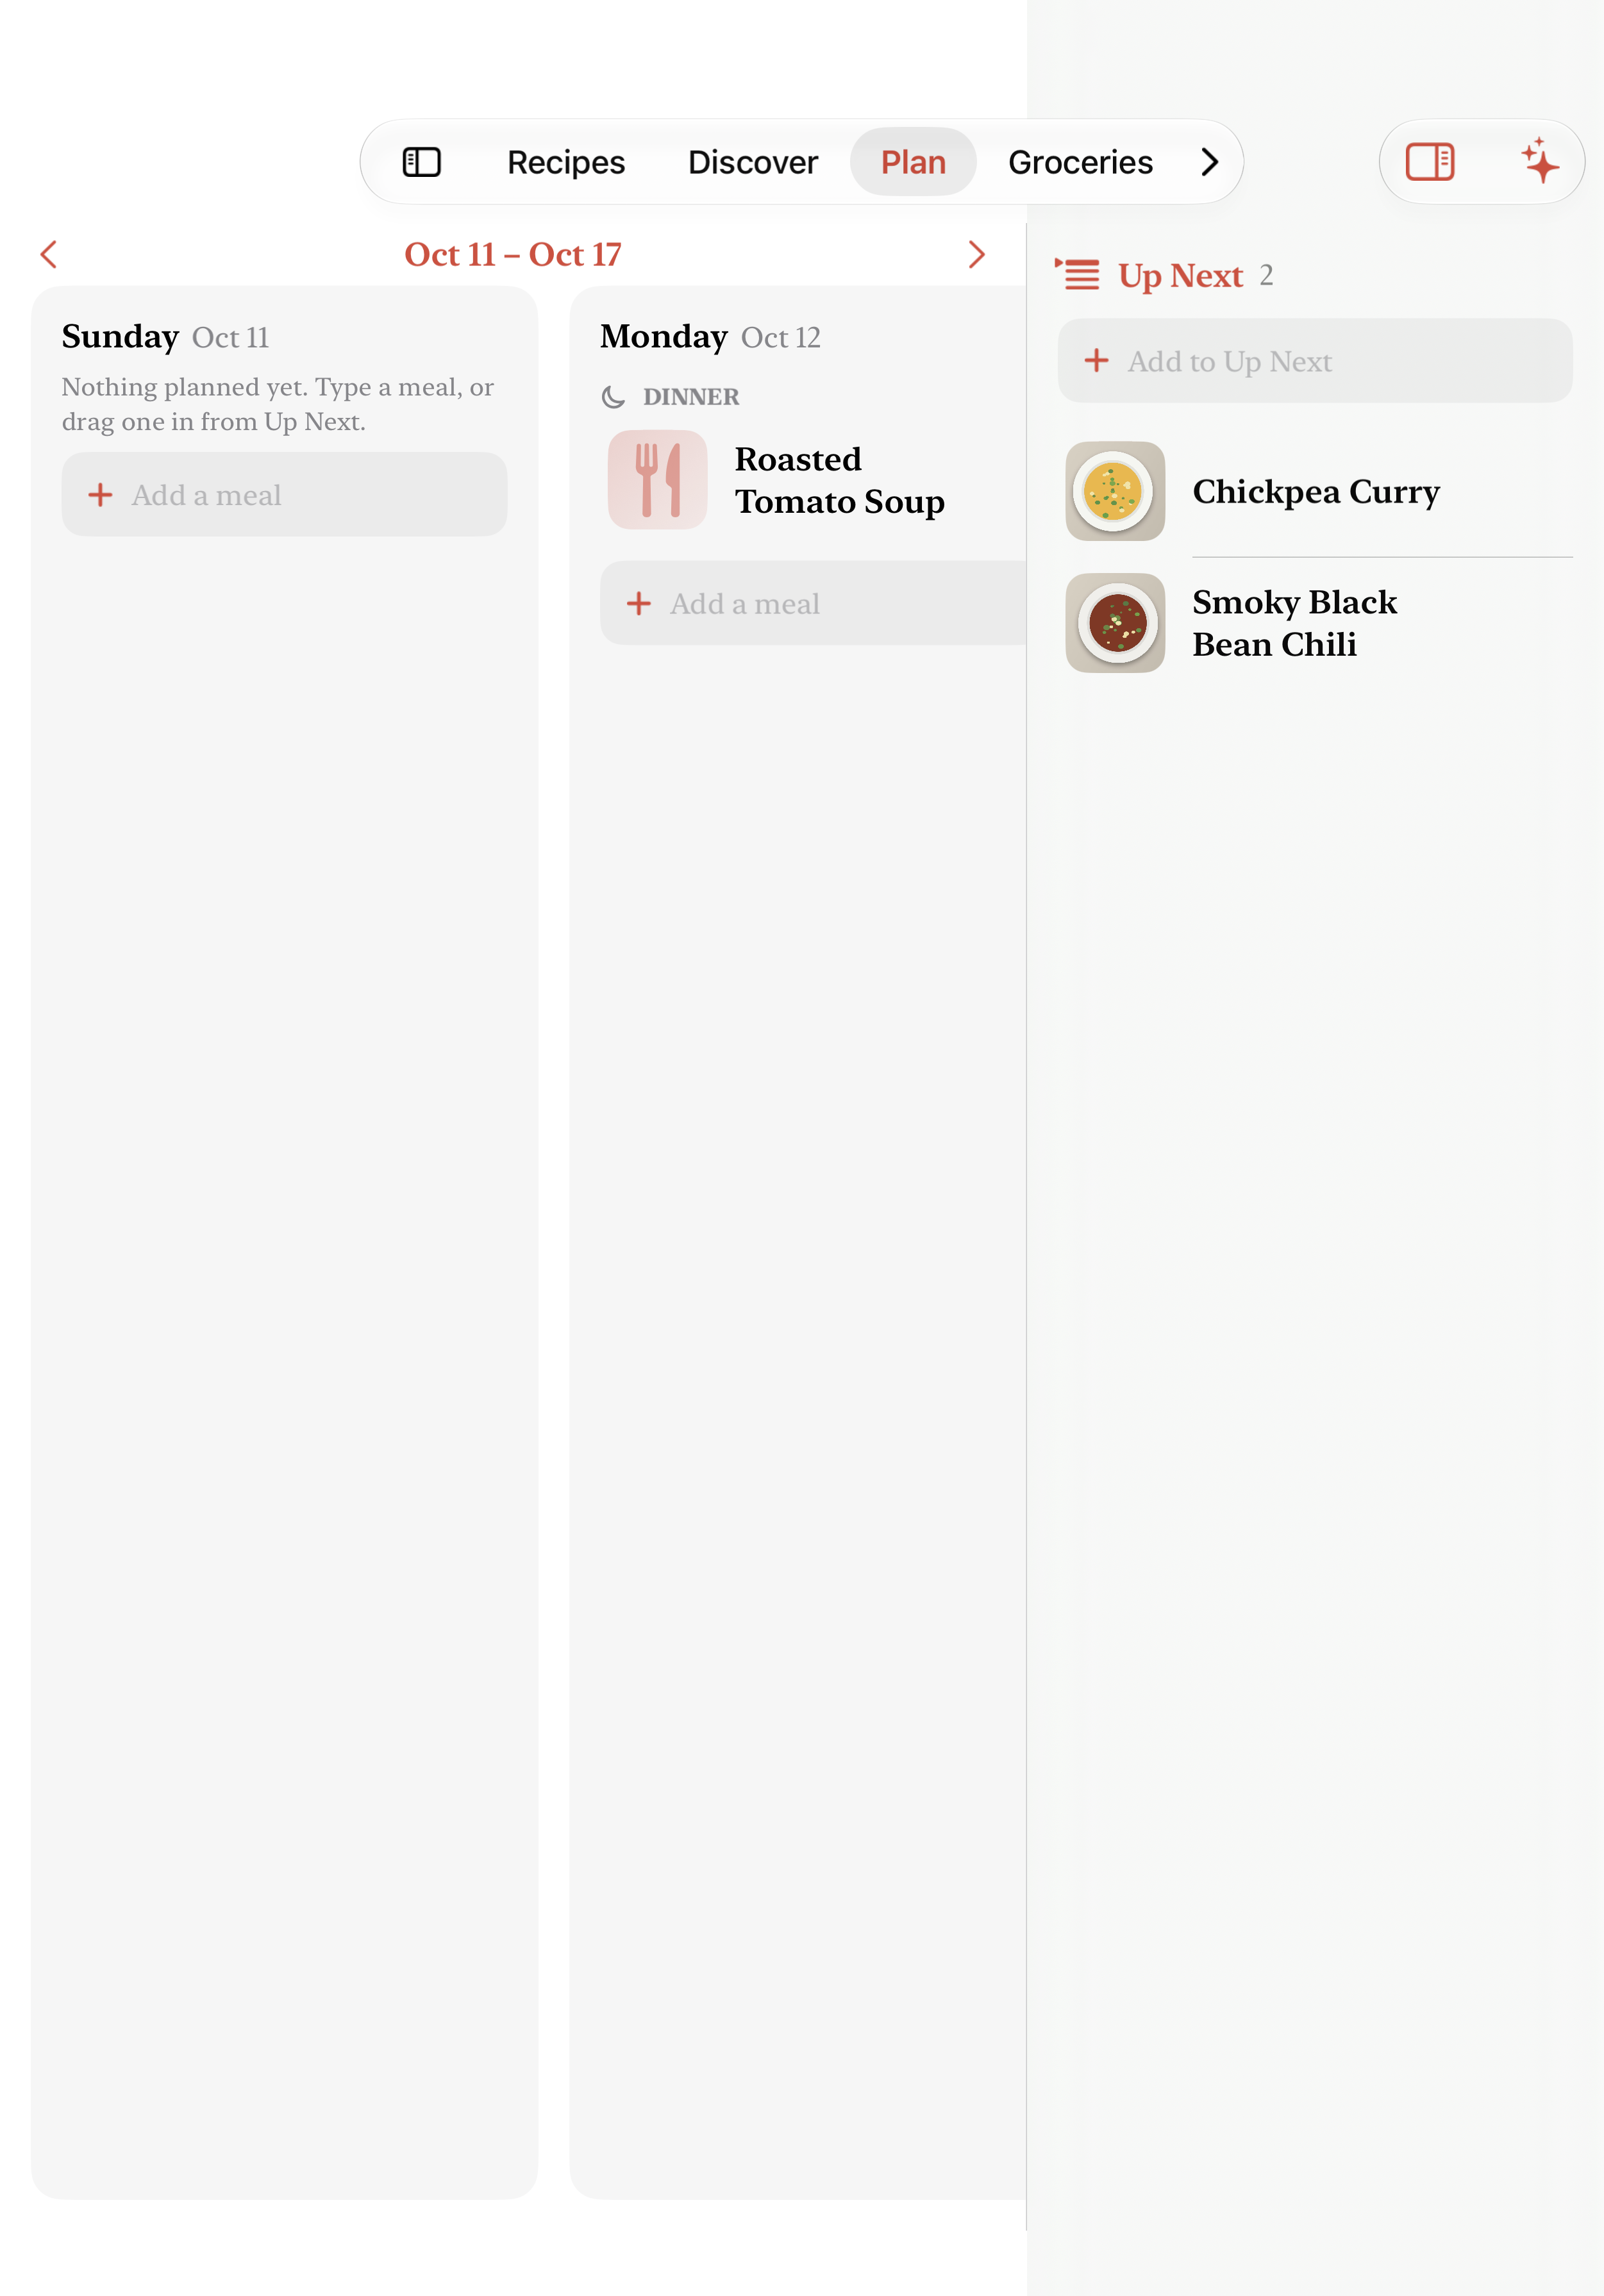 Recipes Discover Plan Groceries
Oct 11 – Oct 17
Sunday Oct 11
Nothing planned yet. Type a meal, or
drag one in from Up Next.
Add a meal
Monday Oct 12
DINNER
Roasted
Tomato Soup
Add a meal
Up Next 2
Add to Up Next
Chickpea Curry
Smoky Black
Bean Chili